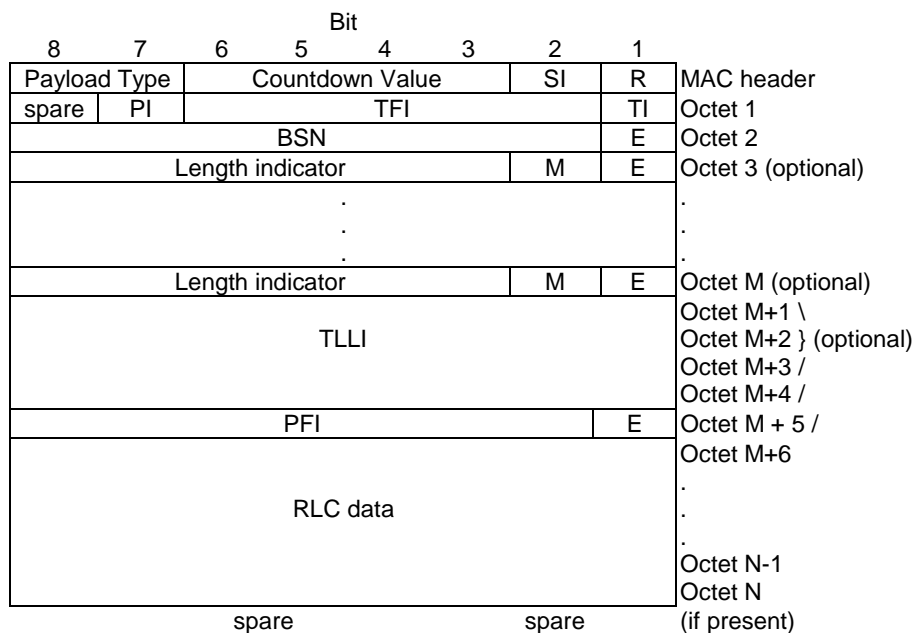 Bit
8 7 6 5 4 3 2 1
Payload Type Countdown Value SI R MAC header
spare PI TFI TI Octet 1
BSN E Octet 2
Length indicator M E Octet 3 (optional)
. .
. .
. .
Length indicator M E Octet M (optional)
Octet M+1 \
TLLI Octet M+2 } (optional)
Octet M+3 /
Octet M+4 /
PFI E Octet M + 5 /
Octet M+6
.
RLC data .
.
Octet N-1
Octet N
spare spare (if present)